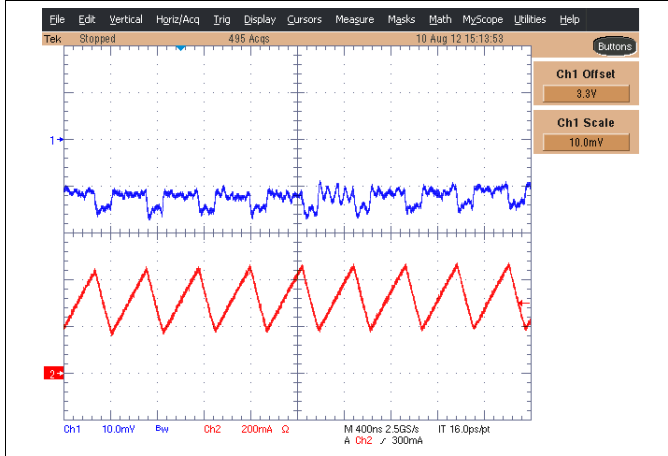 File Edit Vertical Horiz/Acq Trig Display Cursors Measure Masks Math MyScope Utilities Help
Tek Stopped 495 Acqs 10 Aug 12 15:13:53 Buttons
Ch1 Offset
3.3V
Ch1 Scale
10.0mV
1
2
Ch1 10.0mV BW Ch2 200mA Ω M 400ns 2.5GS/s IT 16.0ps/pt
A Ch2 / 300mA